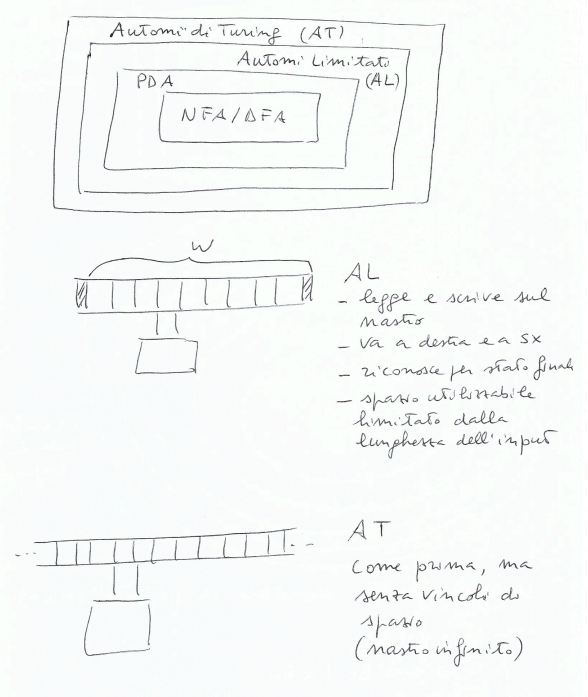 Automi di Turing (AT)
Automi Limitato
(AL)
PDA
NFA/DFA
W
AL
- legge e scrive sul
nastro
- va a destra e a sx
- riconosce per stato finale
- spazio utilizzabile
limitato dalla
lunghezza dell'input
AT
Come prima, ma
senza vincoli di
spazio
(nastro infinito)